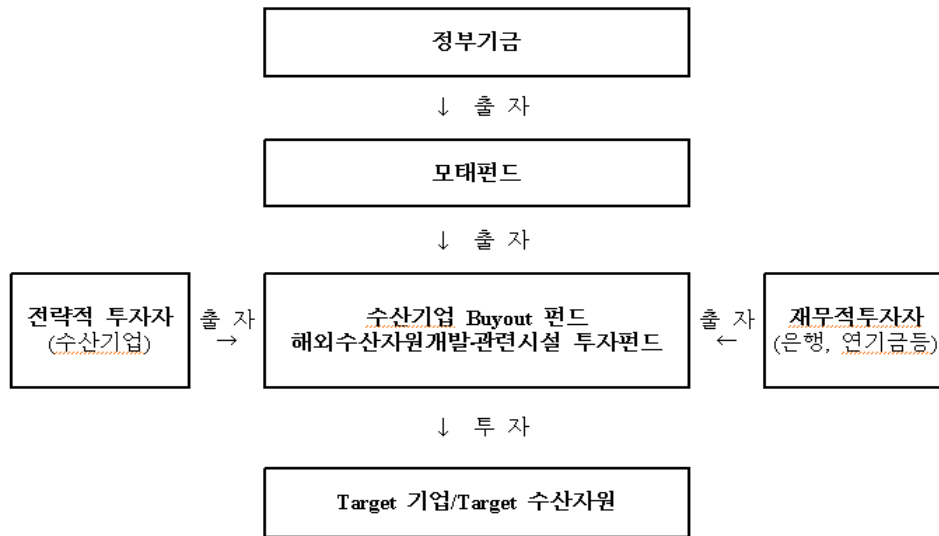 정부기금
↓ 출 자
모태펀드
↓ 출 자
전략적 투자자
(수산기업)
출 자
→
수산기업 Buyout 펀드
해외수산자원개발·관련시설 투자펀드
출 자
←
재무적투자자
(은행, 연기금등)
↓ 투 자
Target 기업/Target 수산자원